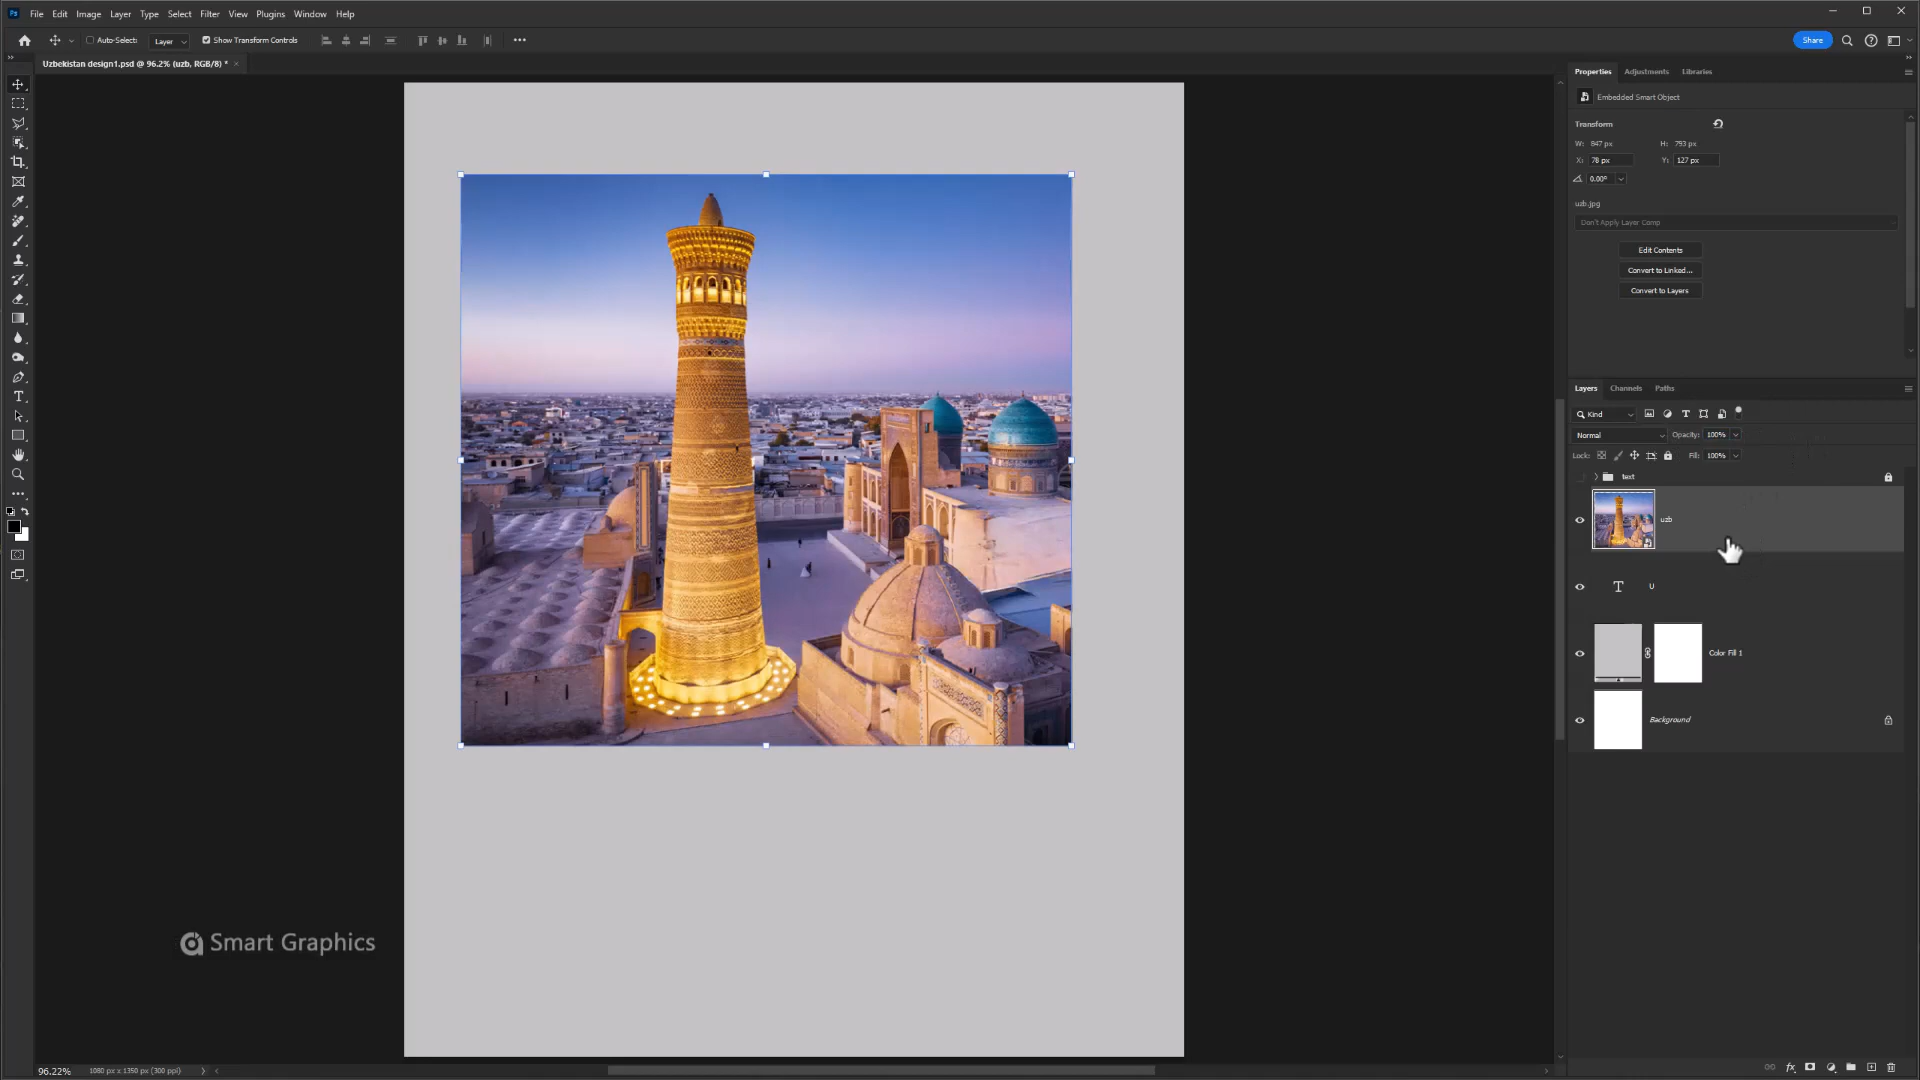 Ps File Edit Image Layer Type Select Filter View Plugins Window Help
Auto-Select: Layer Show Transform Controls
Share
Uzbekistan design1.psd @ 96.2% (uzb, RGB/8) *
Properties Adjustments Libraries
Embedded Smart Object
Transform
W: 847 px H: 793 px
X: 78 px Y: 127 px
0.00°
uzb.jpg
Don't Apply Layer Comp
Edit Contents
Convert to Linked...
Convert to Layers
Layers Channels Paths
Kind
Normal Opacity: 100%
Lock: Fill: 100%
text
uzb
T U
Color Fill 1
Background
Smart Graphics
96.22% 1080 px x 1350 px (300 ppi)